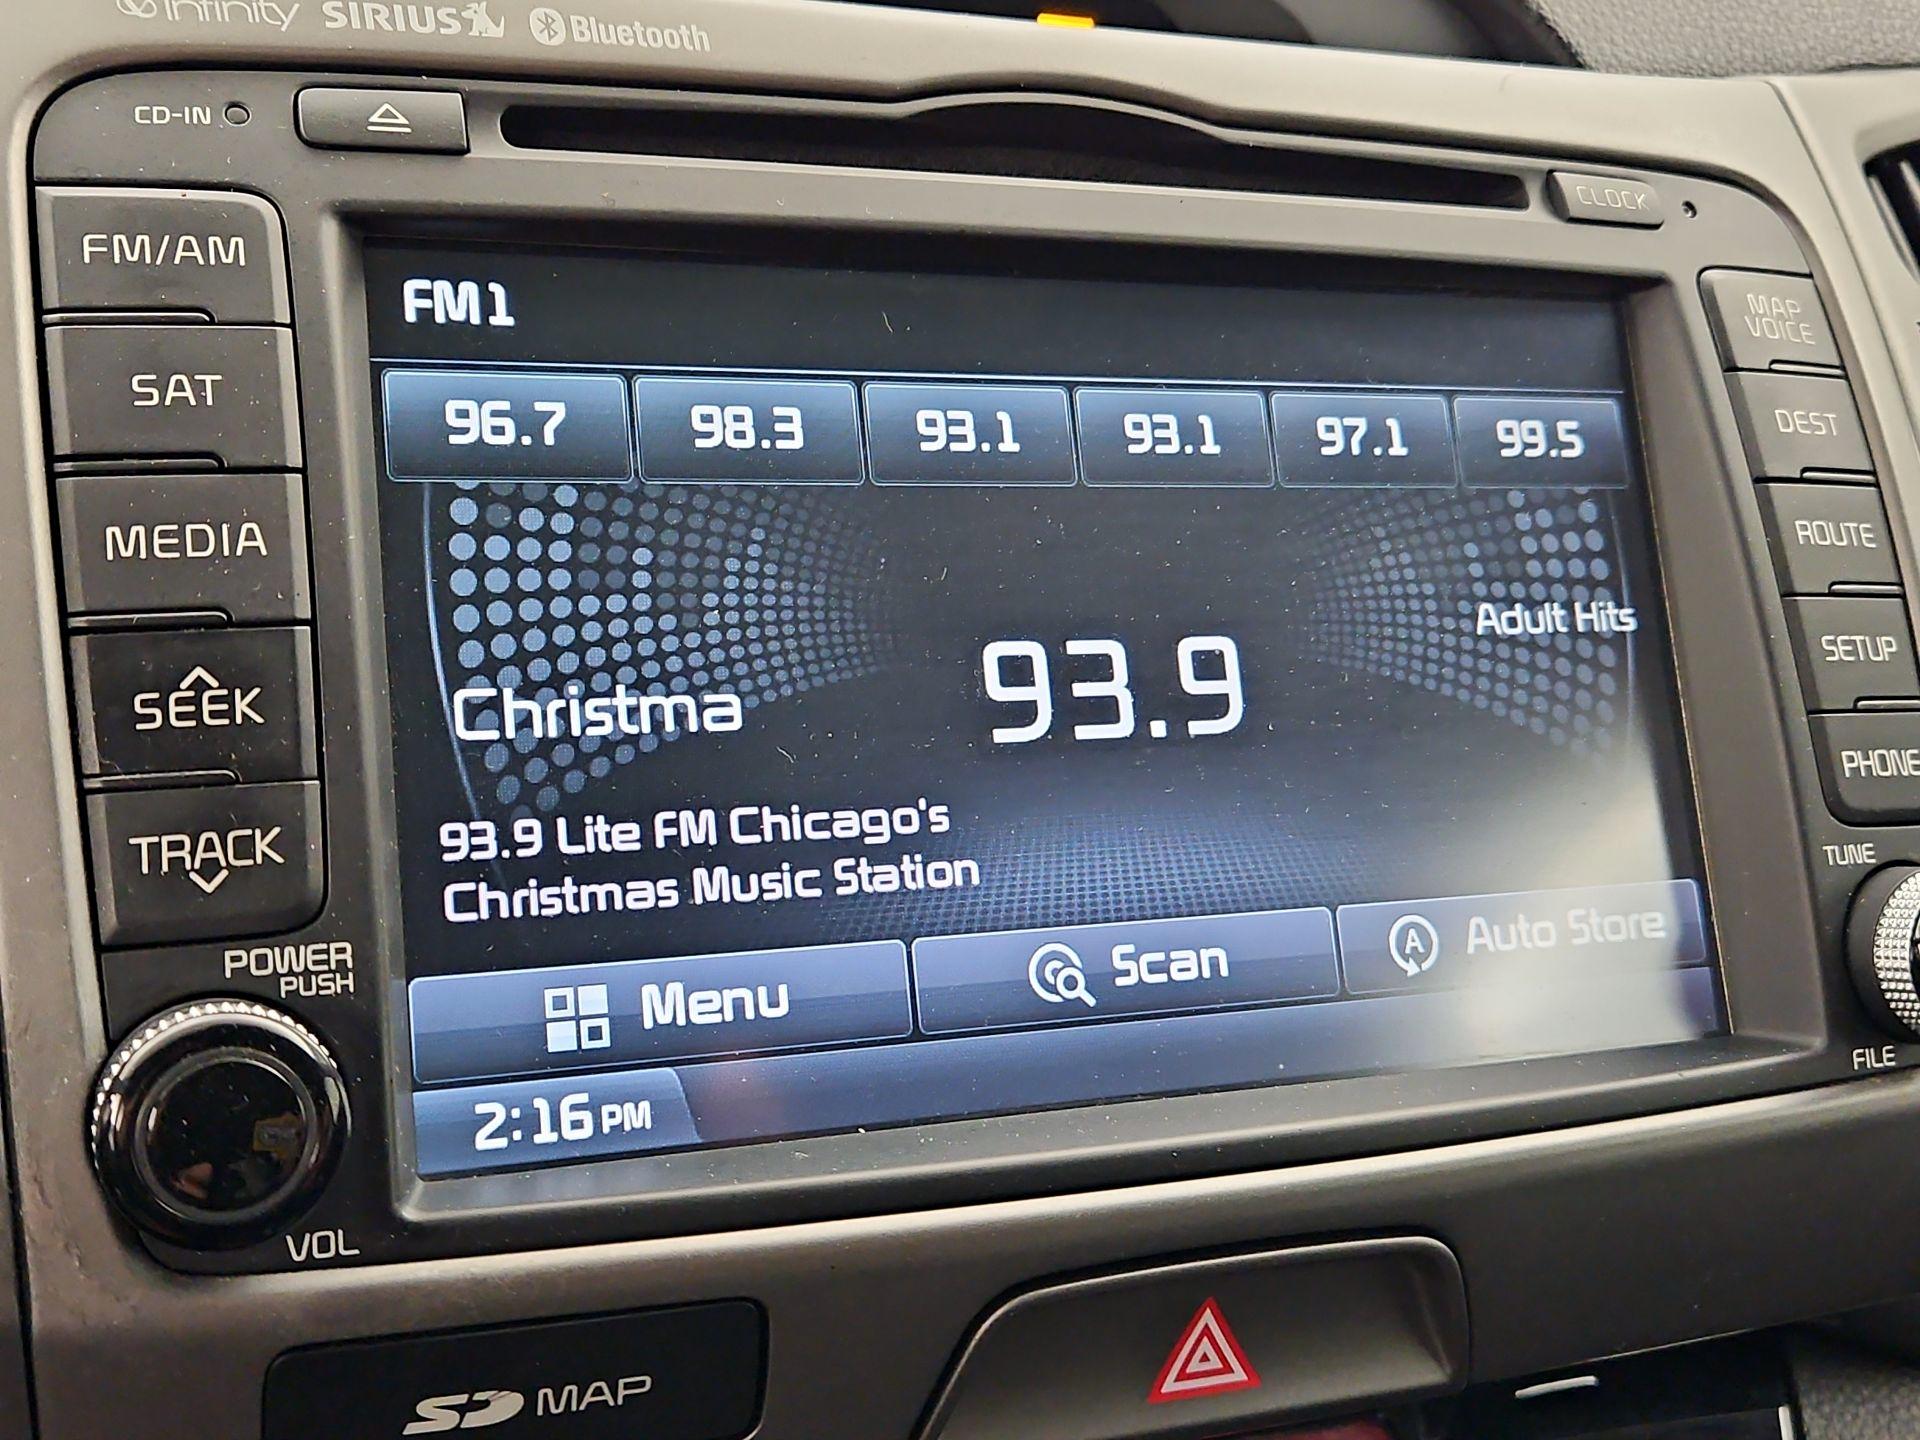 Infinity SIRIUS Bluetooth
CD-IN
CLOCK
FM/AM
SAT
MEDIA
SEEK
TRACK
POWER
PUSH
VOL
FM1
96.7 98.3 93.1 93.1 97.1 99.5
Adult Hits
Christma 93.9
93.9 Lite FM Chicago's
Christmas Music Station
Menu Scan A Auto Store
2:16 PM
MAP
VOICE
DEST
ROUTE
SETUP
PHONE
TUNE
FILE
SD MAP